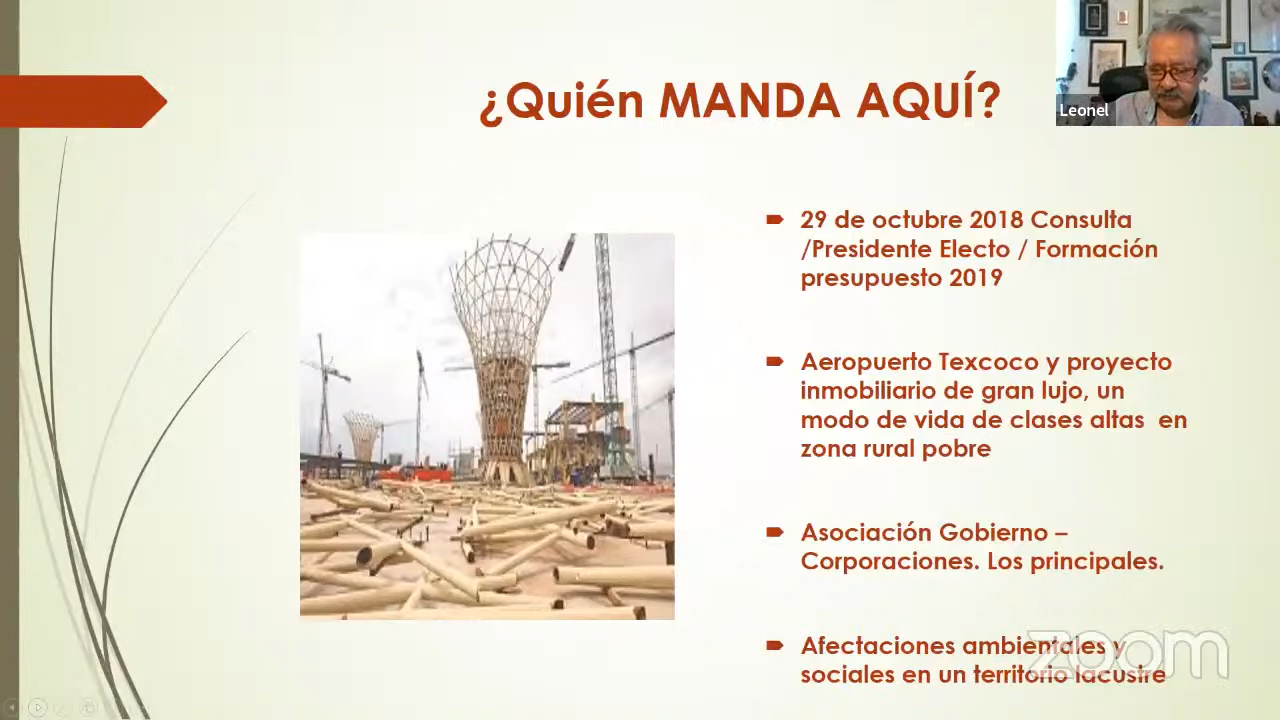 ¿Quién MANDA AQUÍ?
Leonel
29 de octubre 2018 Consulta
/Presidente Electo / Formación
presupuesto 2019
Aeropuerto Texcoco y proyecto
inmobiliario de gran lujo, un
modo de vida de clases altas en
zona rural pobre
Asociación Gobierno –
Corporaciones. Los principales.
Afectaciones ambientales y
sociales en un territorio lacustre
zoom